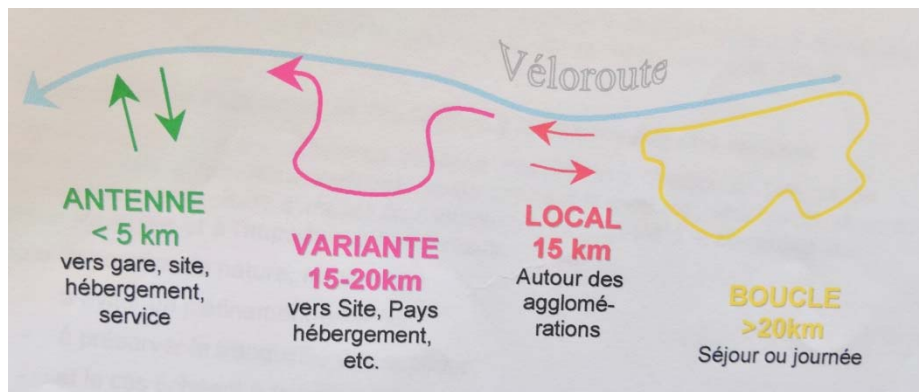 Véloroute
ANTENNE
< 5 km
vers gare, site,
hébergement,
service
VARIANTE
15-20km
vers Site, Pays
hébergement,
etc.
LOCAL
15 km
Autour des
agglomé-
rations
BOUCLE
>20km
Séjour ou journée